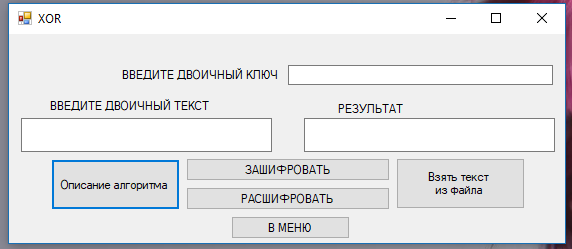 XOR
ВВЕДИТЕ ДВОИЧНЫЙ КЛЮЧ
ВВЕДИТЕ ДВОИЧНЫЙ ТЕКСТ
РЕЗУЛЬТАТ
Описание алгоритма
ЗАШИФРОВАТЬ
РАСШИФРОВАТЬ
Взять текст
из файла
В МЕНЮ